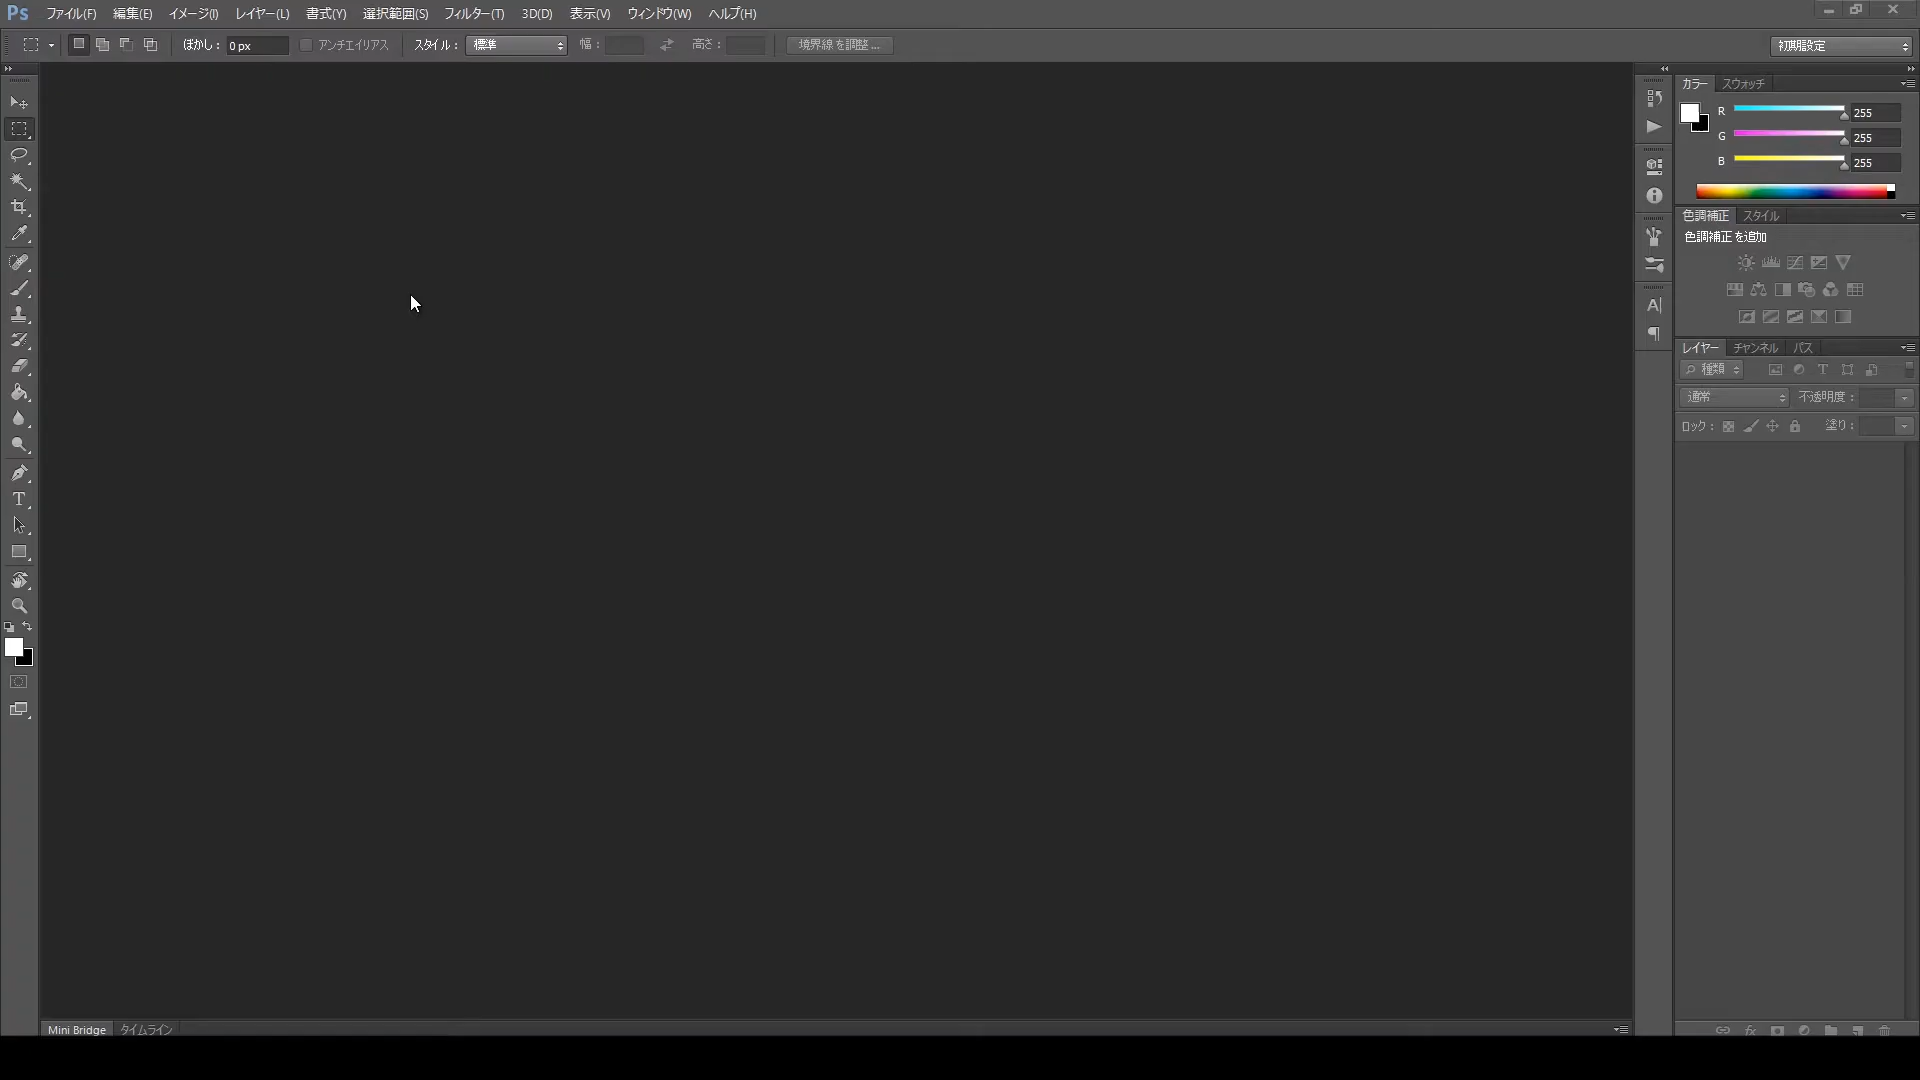 Ps ファイル(F) 編集(E) イメージ(I) レイヤー(L) 書式(Y) 選択範囲(S) フィルター(T) 3D(D) 表示(V) ウィンドウ(W) ヘルプ(H)
ぼかし : 0 px アンチエイリアス スタイル : 標準 幅 : 高さ : 境界線を調整 ... 初期設定
カラー スウォッチ
R 255
G 255
B 255
色調補正 スタイル
色調補正を追加
レイヤー チャンネル パス
種類
通常 不透明度 :
ロック : 塗り :
Mini Bridge タイムライン